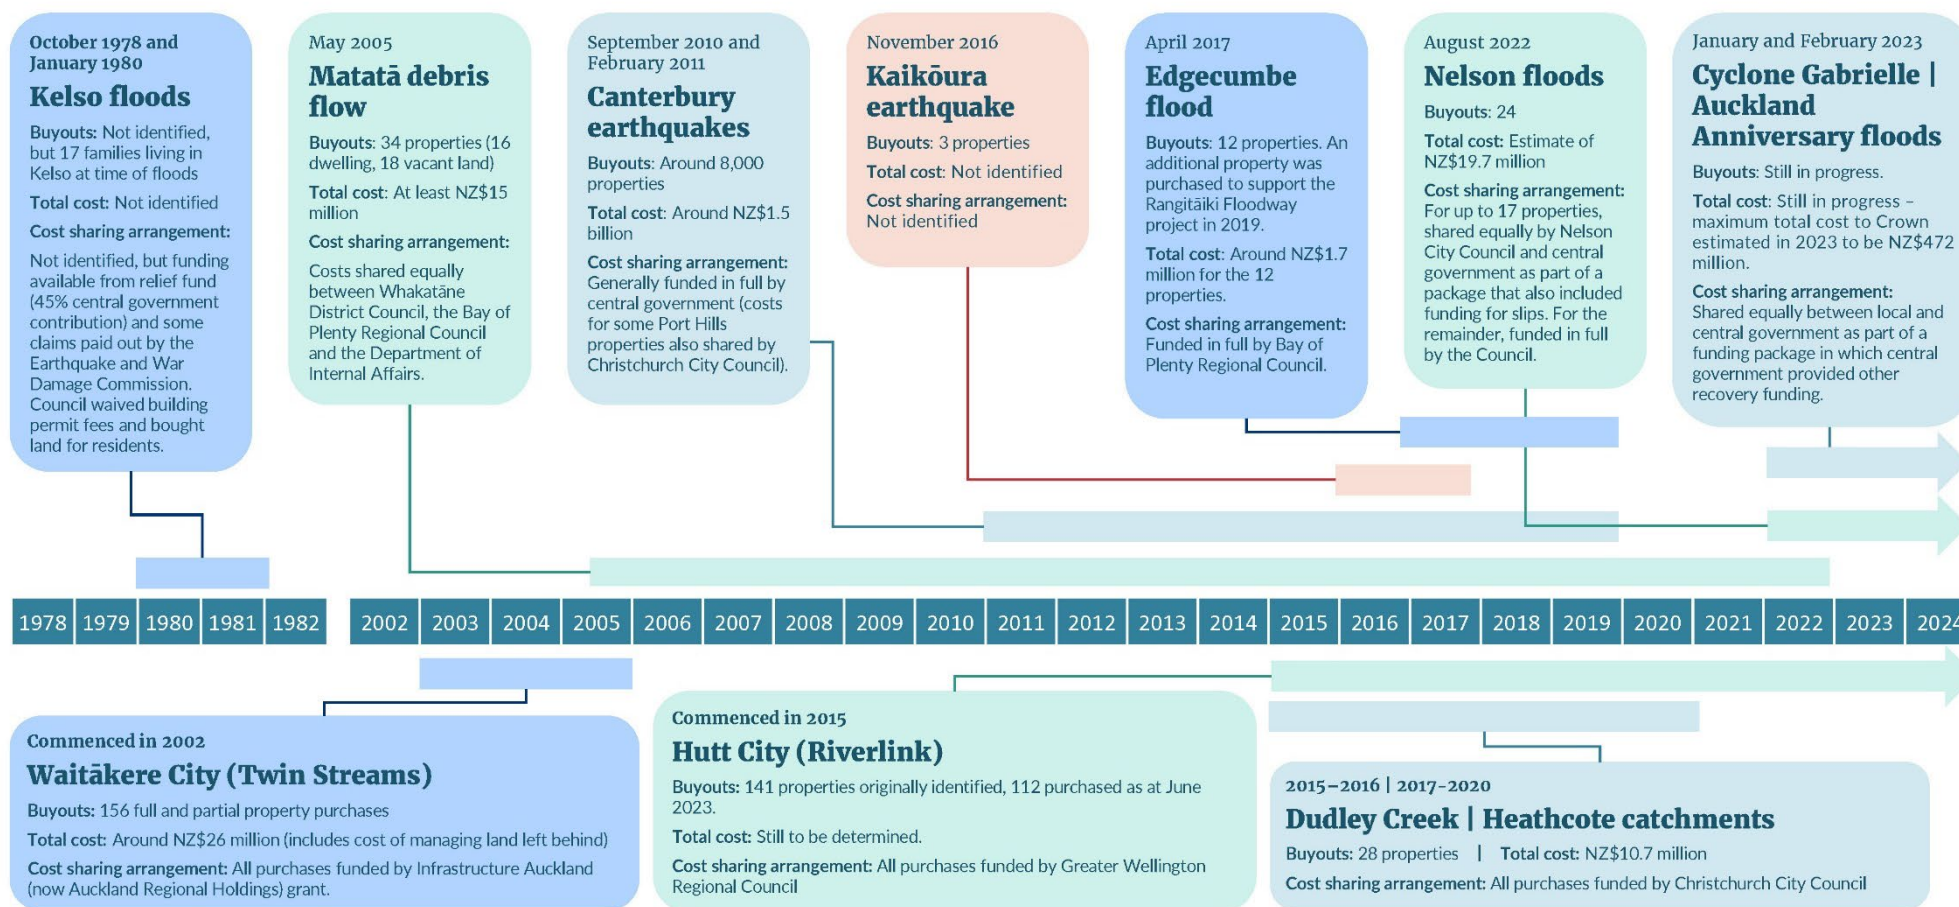 October 1978 and
January 1980
Kelso floods
Buyouts: Not identified,
but 17 families living in
Kelso at time of floods
Total cost: Not identified
Cost sharing arrangement:
Not identified, but funding
available from relief fund
(45% central government
contribution) and some
claims paid out by the
Earthquake and War
Damage Commission.
Council waived building
permit fees and bought
land for residents.
May 2005
Matatā debris
flow
Buyouts: 34 properties (16
dwelling, 18 vacant land)
Total cost: At least NZ$15
million
Cost sharing arrangement:
Costs shared equally
between Whakatāne
District Council, the Bay of
Plenty Regional Council
and the Department of
Internal Affairs.
September 2010 and
February 2011
Canterbury
earthquakes
Buyouts: Around 8,000
properties
Total cost: Around NZ$1.5
billion
Cost sharing arrangement:
Generally funded in full by
central government (costs
for some Port Hills
properties also shared by
Christchurch City Council).
November 2016
Kaikōura
earthquake
Buyouts: 3 properties
Total cost: Not identified
Cost sharing arrangement:
Not identified
April 2017
Edgecumbe
flood
Buyouts: 12 properties. An
additional property was
purchased to support the
Rangitāiki Floodway
project in 2019.
Total cost: Around NZ$1.7
million for the 12
properties.
Cost sharing arrangement:
Funded in full by Bay of
Plenty Regional Council.
August 2022
Nelson floods
Buyouts: 24
Total cost: Estimate of
NZ$19.7 million
Cost sharing arrangement:
For up to 17 properties,
shared equally by Nelson
City Council and central
government as part of a
package that also included
funding for slips. For the
remainder, funded in full
by the Council.
January and February 2023
Cyclone Gabrielle |
Auckland
Anniversary floods
Buyouts: Still in progress.
Total cost: Still in progress –
maximum total cost to Crown
estimated in 2023 to be NZ$472
million.
Cost sharing arrangement:
Shared equally between local and
central government as part of a
funding package in which central
government provided other
recovery funding.
1978 1979 1980 1981 1982 2002 2003 2004 2005 2006 2007 2008 2009 2010 2011 2012 2013 2014 2015 2016 2017 2018 2019 2020 2021 2022 2023 2024
Commenced in 2002
Waitākere City (Twin Streams)
Buyouts: 156 full and partial property purchases
Total cost: Around NZ$26 million (includes cost of managing land left behind)
Cost sharing arrangement: All purchases funded by Infrastructure Auckland
(now Auckland Regional Holdings) grant.
Commenced in 2015
Hutt City (Riverlink)
Buyouts: 141 properties originally identified, 112 purchased as at June
2023.
Total cost: Still to be determined.
Cost sharing arrangement: All purchases funded by Greater Wellington
Regional Council
2015–2016 | 2017-2020
Dudley Creek | Heathcote catchments
Buyouts: 28 properties | Total cost: NZ$10.7 million
Cost sharing arrangement: All purchases funded by Christchurch City Council